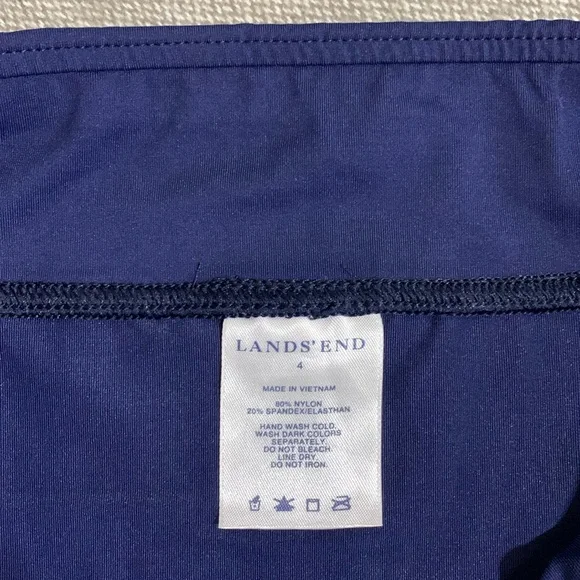 LANDS' END
4
MADE IN VIETNAM
80% NYLON
20% SPANDEX/ELASTHAN
HAND WASH COLD.
WASH DARK COLORS
SEPARATELY.
DO NOT BLEACH.
LINE DRY.
DO NOT IRON.